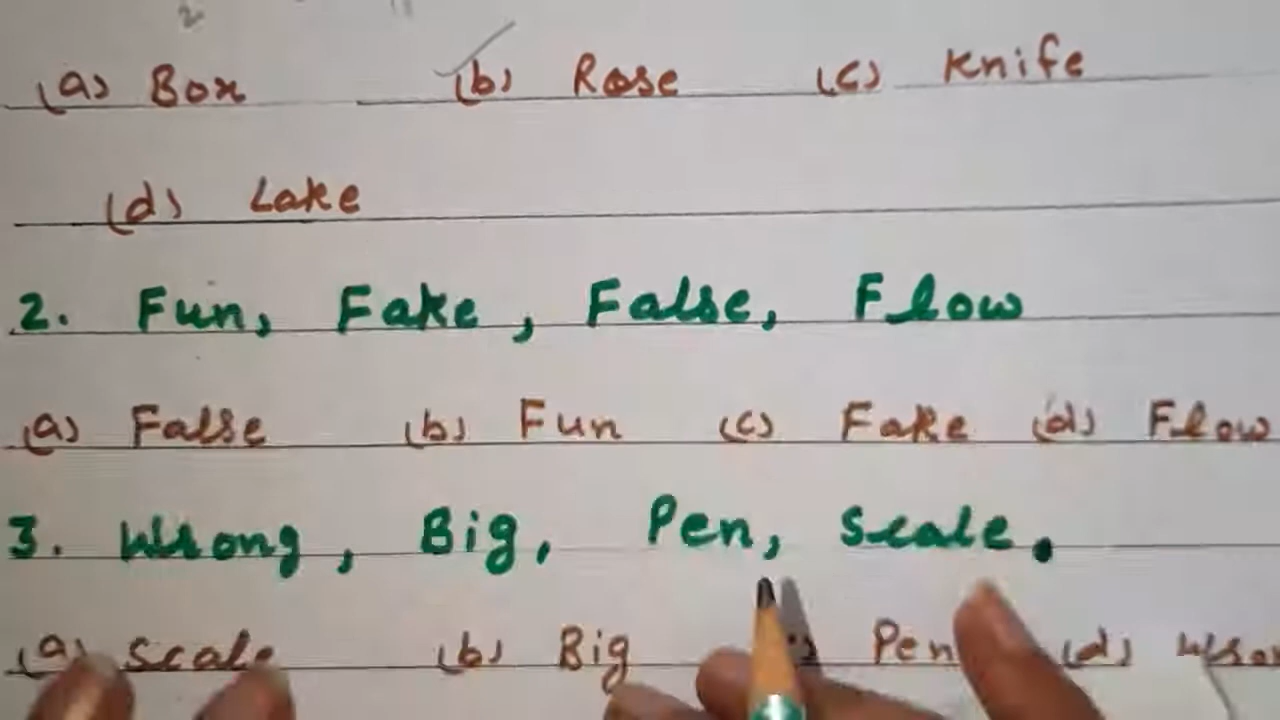 (a) Box (b) Rose (c) Knife
(d) Lake
2. Fun, Fake, False, Flow
(a) False (b) Fun (c) Fake (d) Flow
3. Wrong, Big, Pen, Scale.
(a) Scale (b) Big Pen (d)